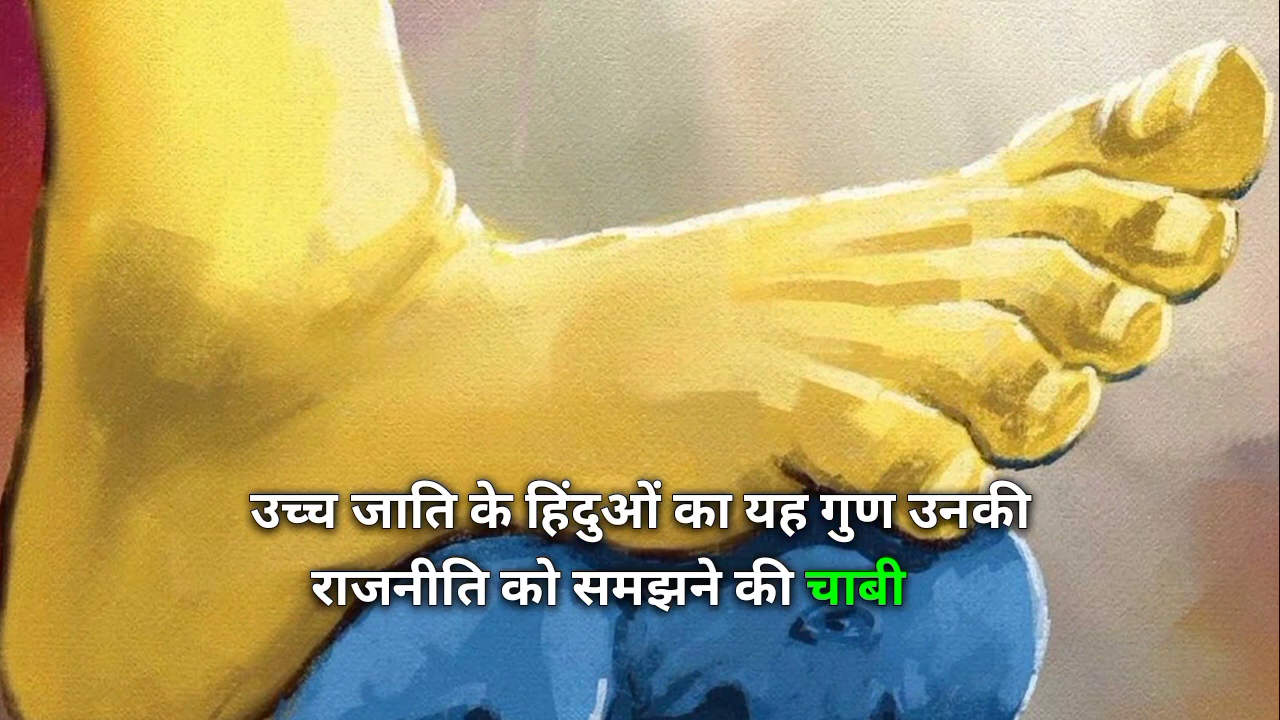 उच्च जाति के हिंदुओं का यह गुण उनकी
राजनीति को समझने की चाबी